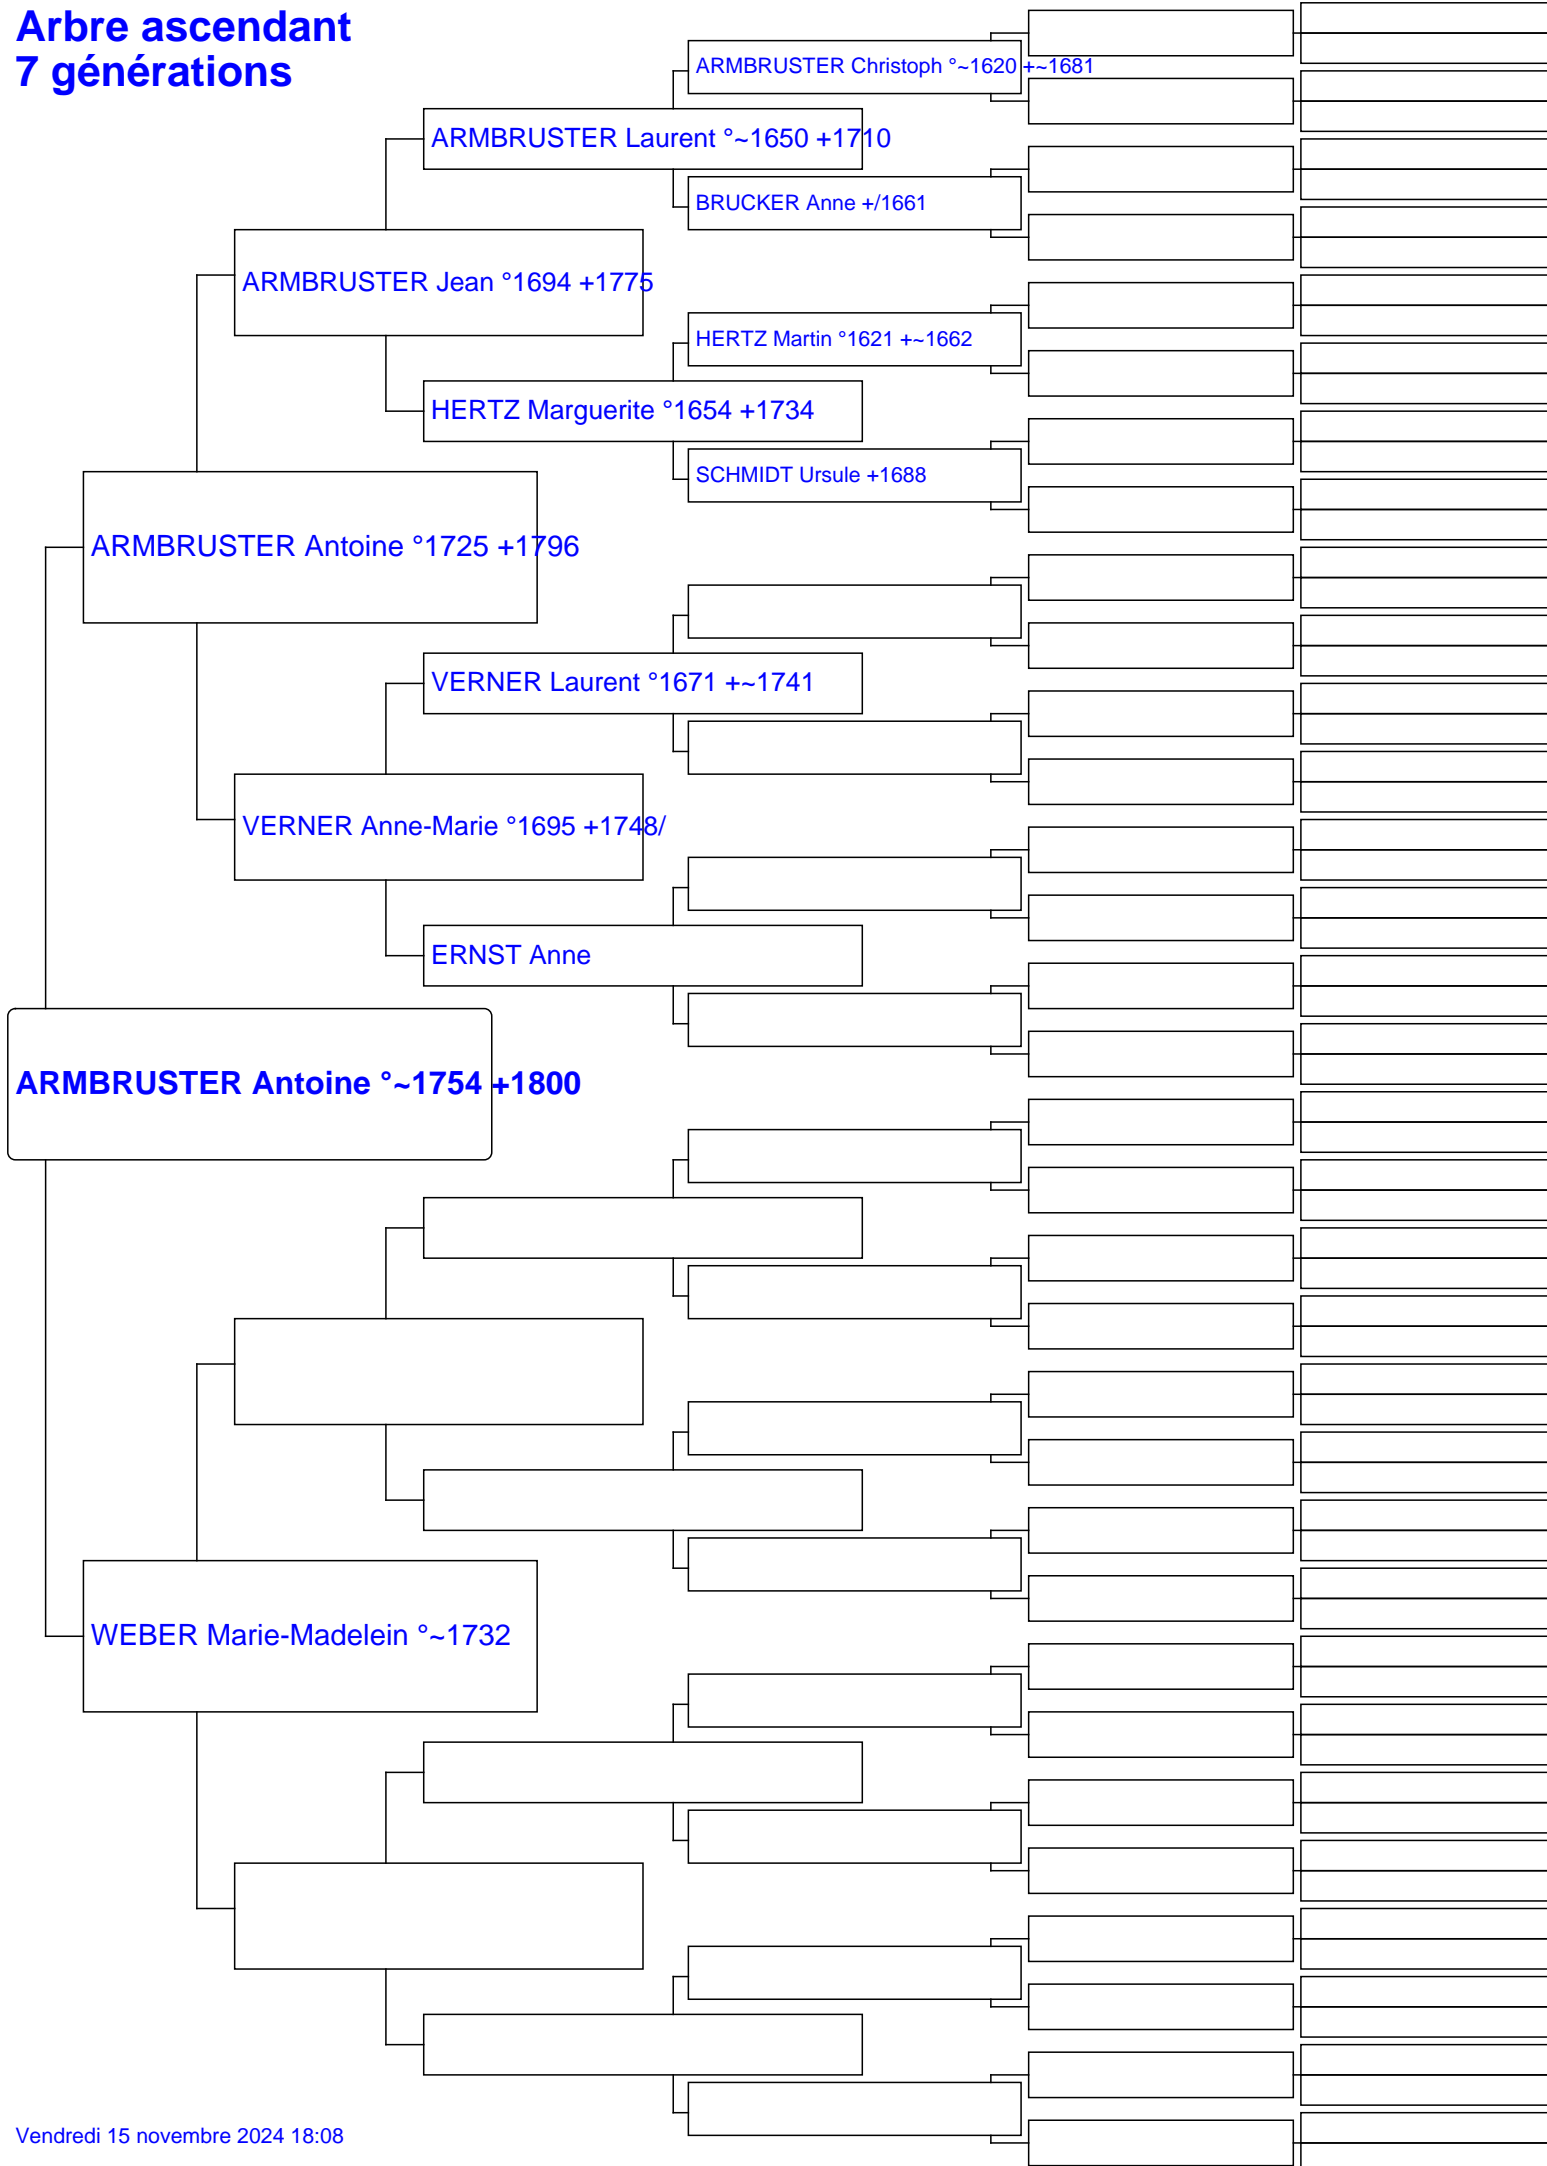 Arbre ascendant
7 générations
ARMBRUSTER Christoph °~1620 +~1681
ARMBRUSTER Laurent °~1650 +1710
BRUCKER Anne +/1661
ARMBRUSTER Jean °1694 +1775
HERTZ Martin °1621 +~1662
HERTZ Marguerite °1654 +1734
SCHMIDT Ursule +1688
ARMBRUSTER Antoine °1725 +1796
VERNER Laurent °1671 +~1741
VERNER Anne-Marie °1695 +1748/
ERNST Anne
ARMBRUSTER Antoine °~1754 +1800
WEBER Marie-Madelein °~1732
Vendredi 15 novembre 2024 18:08